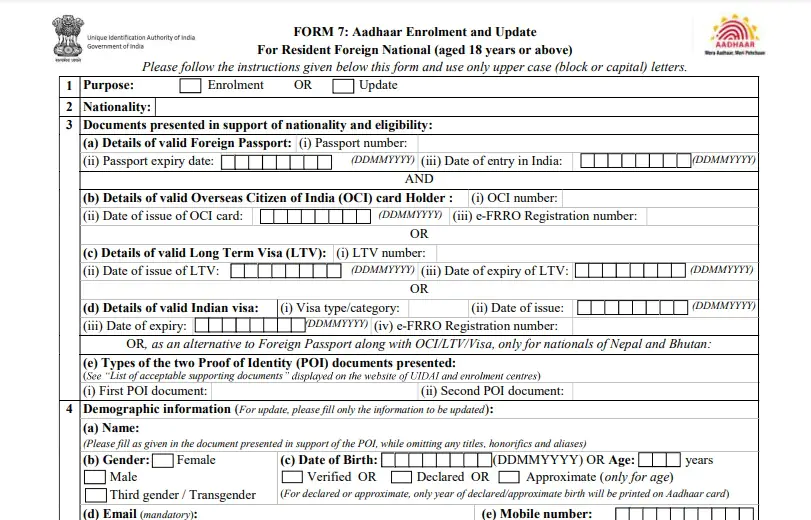 Unique Identification Authority of India
Government of India
FORM 7: Aadhaar Enrolment and Update
For Resident Foreign National (aged 18 years or above)
AADHAAR
Mera Aadhaar, Meri Pehchaan
Please follow the instructions given below this form and use only upper case (block or capital) letters.
1 Purpose: Enrolment OR Update
2 Nationality:
3 Documents presented in support of nationality and eligibility:
(a) Details of valid Foreign Passport: (i) Passport number:
(ii) Passport expiry date: (DDMMYYYY) (iii) Date of entry in India: (DDMMYYYY)
AND
(b) Details of valid Overseas Citizen of India (OCI) card Holder : (i) OCI number:
(ii) Date of issue of OCI card: (DDMMYYYY) (iii) e-FRRO Registration number:
OR
(c) Details of valid Long Term Visa (LTV): (i) LTV number:
(ii) Date of issue of LTV: (DDMMYYYY) (iii) Date of expiry of LTV: (DDMMYYYY)
OR
(d) Details of valid Indian visa: (i) Visa type/category: (ii) Date of issue: (DDMMYYYY)
(iii) Date of expiry: (DDMMYYYY) (iv) e-FRRO Registration number:
OR, as an alternative to Foreign Passport along with OCI/LTV/Visa, only for nationals of Nepal and Bhutan:
(e) Types of the two Proof of Identity (POI) documents presented:
(See "List of acceptable supporting documents" displayed on the website of UIDAI and enrolment centres)
(i) First POI document: (ii) Second POI document:
4 Demographic information (For update, please fill only the information to be updated):
(a) Name:
(Please fill as given in the document presented in support of the POI, while omitting any titles, honorifics and aliases)
(b) Gender: Female (c) Date of Birth: (DDMMYYYY) OR Age: years
Male Verified OR Declared OR Approximate (only for age)
Third gender / Transgender (For declared or approximate, only year of declared/approximate birth will be printed on Aadhaar card)
(d) Email (mandatory): (e) Mobile number: